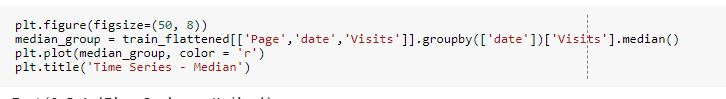 plt.figure(figsize=(50, 8))
median_group = train_flattened[['Page','date','Visits']].groupby(['date'])['Visits'].median()
plt.plot(median_group, color = 'r')
plt.title('Time Series - Median')